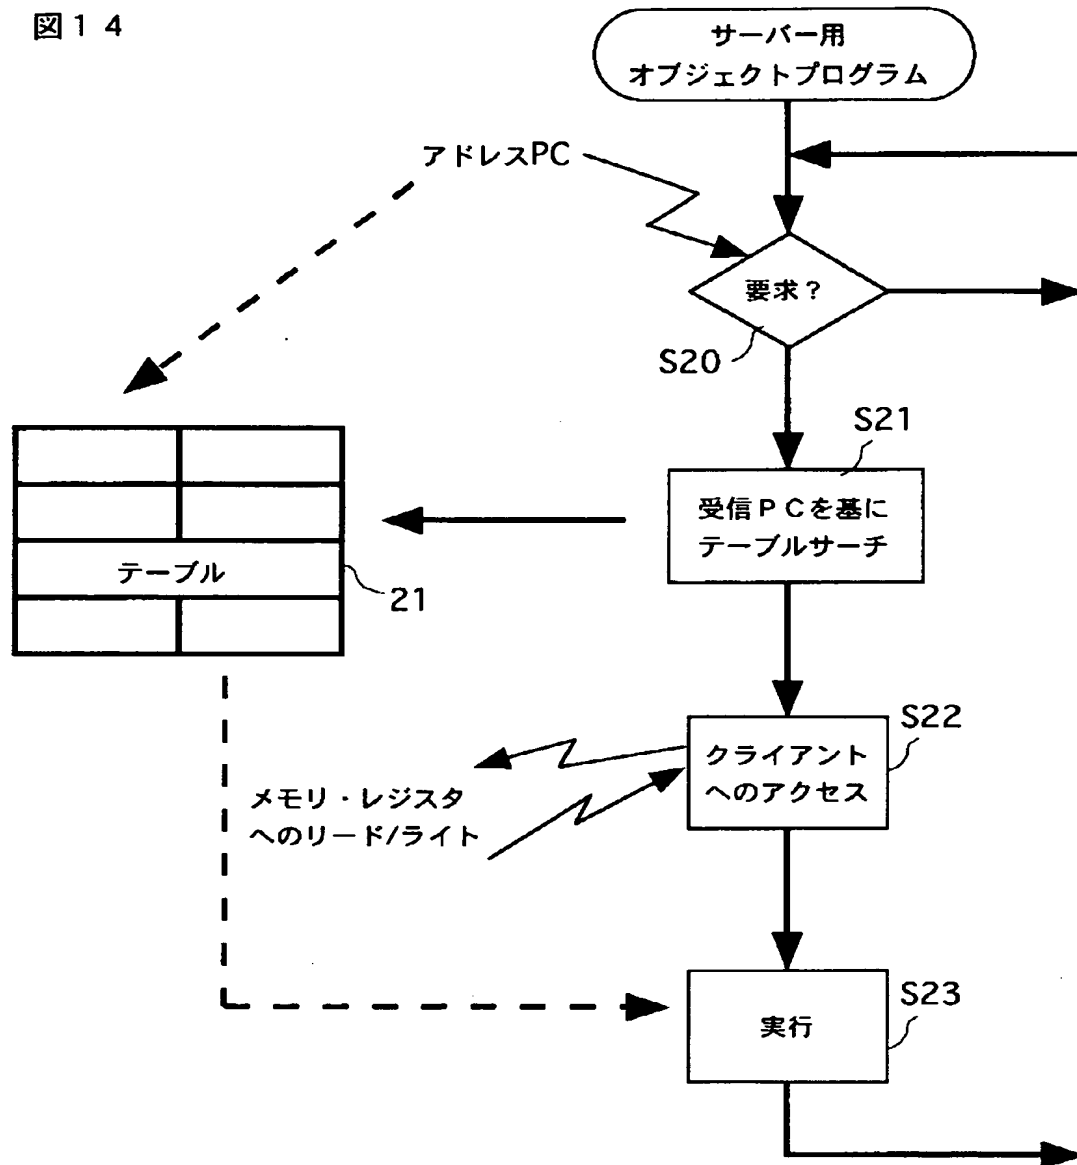 図１４
サーバー用
オブジェクトプログラム
アドレスPC
要求？
S20
S21
受信ＰＣを基に
テーブルサーチ
テーブル
21
S22
クライアント
へのアクセス
メモリ・レジスタ
へのリード/ライト
S23
実行